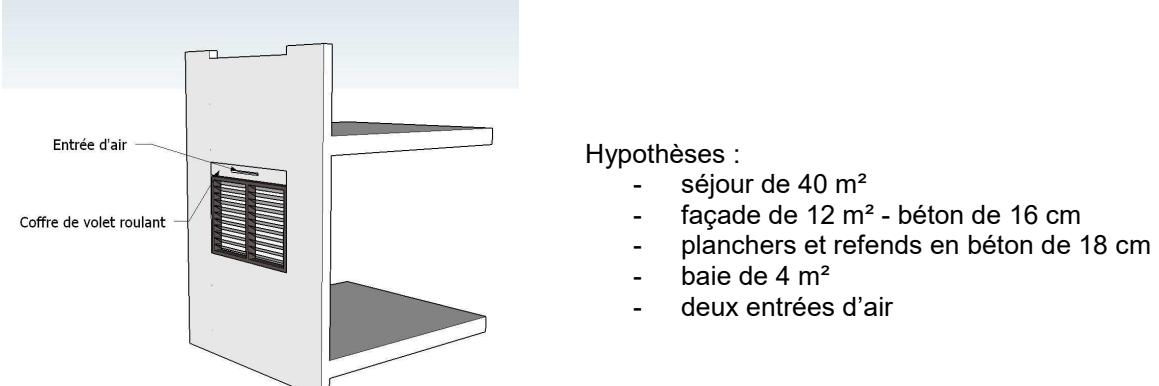 Entrée d'air
Coffre de volet roulant
Hypothèses :
- séjour de 40 m²
- façade de 12 m² - béton de 16 cm
- planchers et refends en béton de 18 cm
- baie de 4 m²
- deux entrées d'air